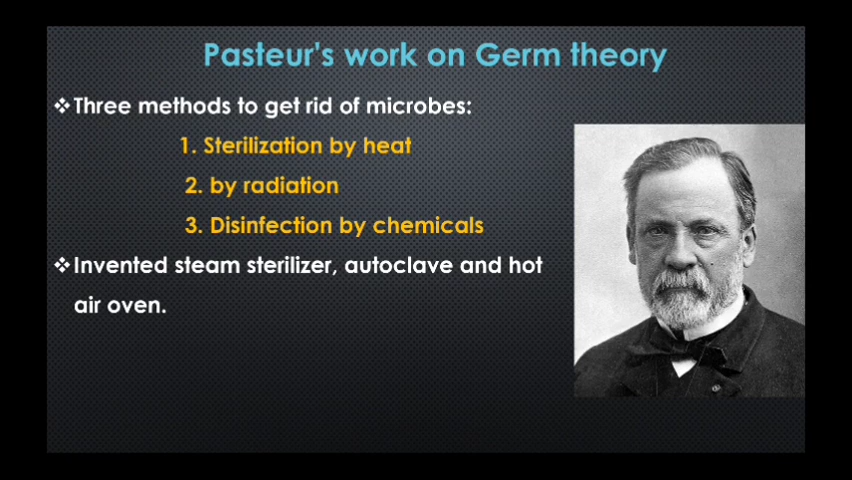 Pasteur's work on Germ theory
❖Three methods to get rid of microbes:
1. Sterilization by heat
2. by radiation
3. Disinfection by chemicals
❖Invented steam sterilizer, autoclave and hot
air oven.